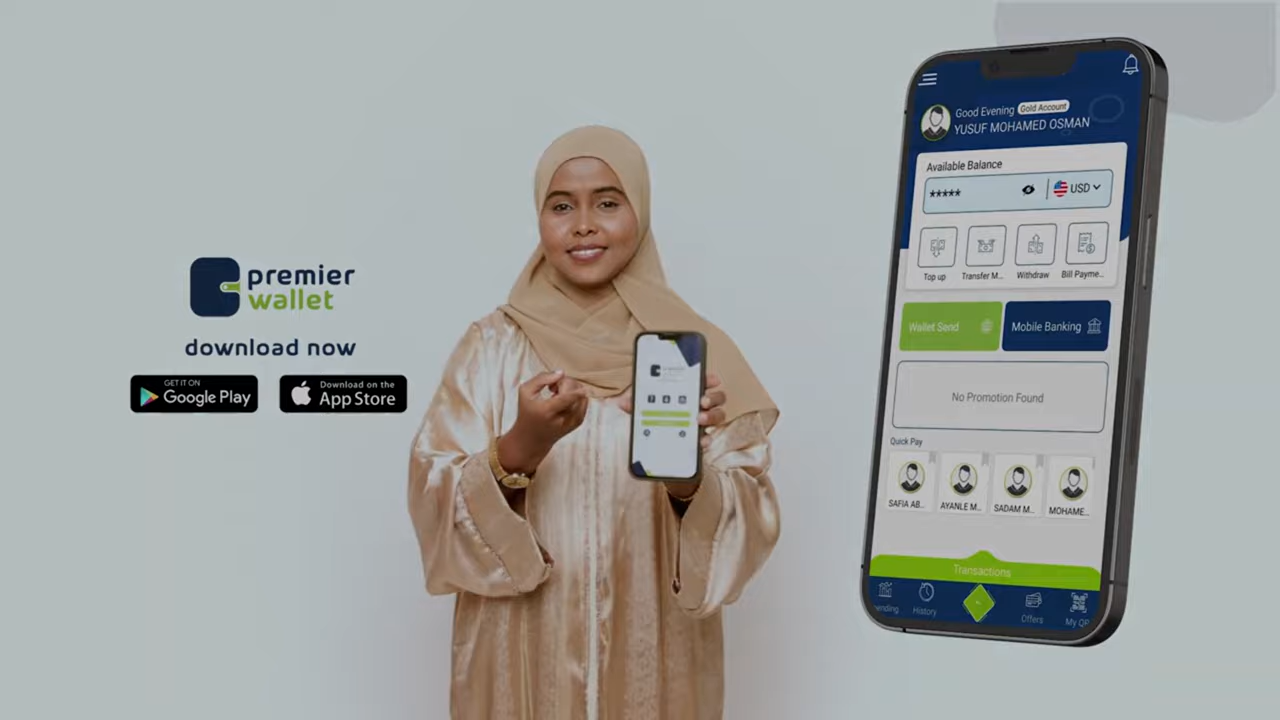 premier
wallet
download now
GET IT ON
Google Play
Download on the
App Store
Good Evening Gold Account
YUSUF MOHAMED OSMAN
Available Balance
***** USD
Top up Transfer M... Withdraw Bill Payme...
Wallet Send Mobile Banking
No Promotion Found
Quick Pay
SAFIA AB... AYANLE M... SADAM M... MOHAME...
Transactions
ending History Offers My QR